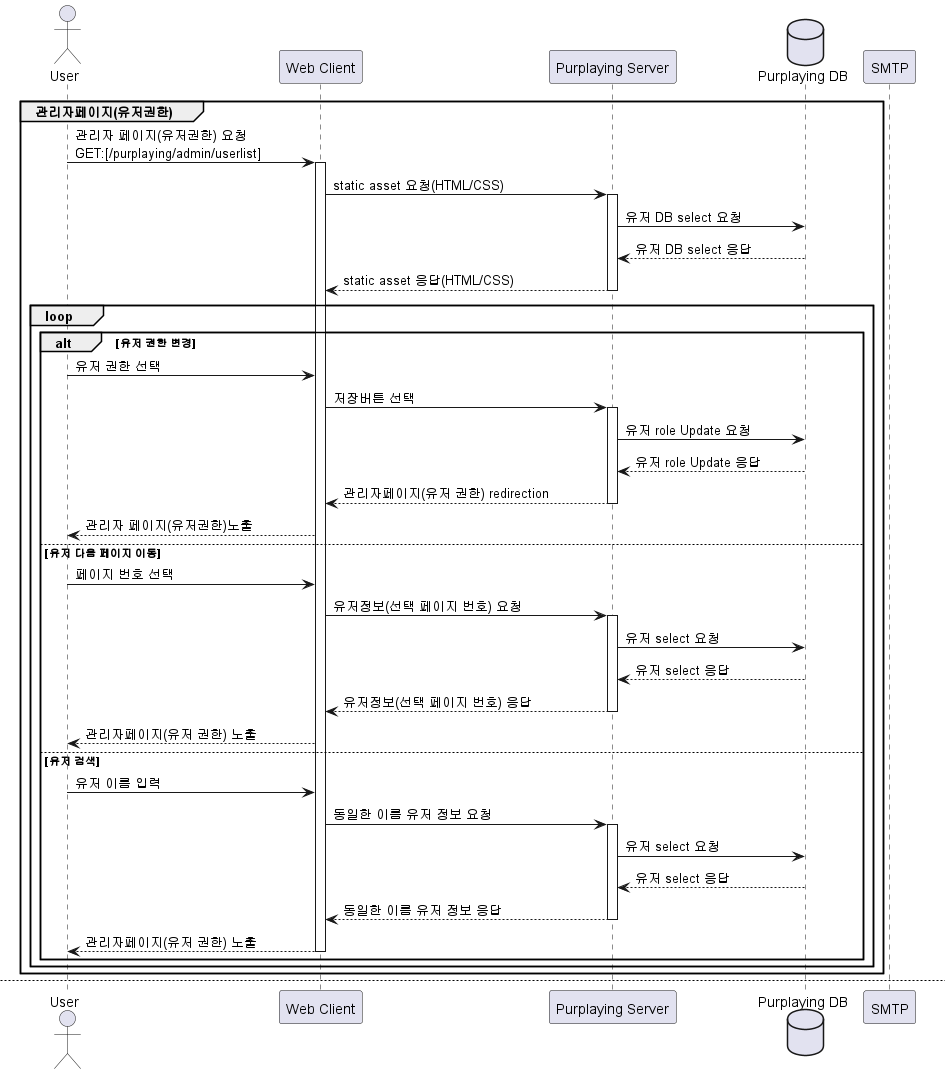 User
Web Client
Purplaying Server
Purplaying DB
SMTP
관리자페이지(유저권한)
관리자 페이지(유저권한) 요청
GET:[/purplaying/admin/userlist]
static asset 요청(HTML/CSS)
유저 DB select 요청
유저 DB select 응답
static asset 응답(HTML/CSS)
loop
alt
[유저 권한 변경]
유저 권한 선택
저장버튼 선택
유저 role Update 요청
유저 role Update 응답
관리자페이지(유저 권한) redirection
관리자 페이지(유저권한)노출
[유저 다음 페이지 이동]
페이지 번호 선택
유저정보(선택 페이지 번호) 요청
유저 select 요청
유저 select 응답
유저정보(선택 페이지 번호) 응답
관리자페이지(유저 권한) 노출
[유저 검색]
유저 이름 입력
동일한 이름 유저 정보 요청
유저 select 요청
유저 select 응답
동일한 이름 유저 정보 응답
관리자페이지(유저 권한) 노출
User
Web Client
Purplaying Server
Purplaying DB
SMTP